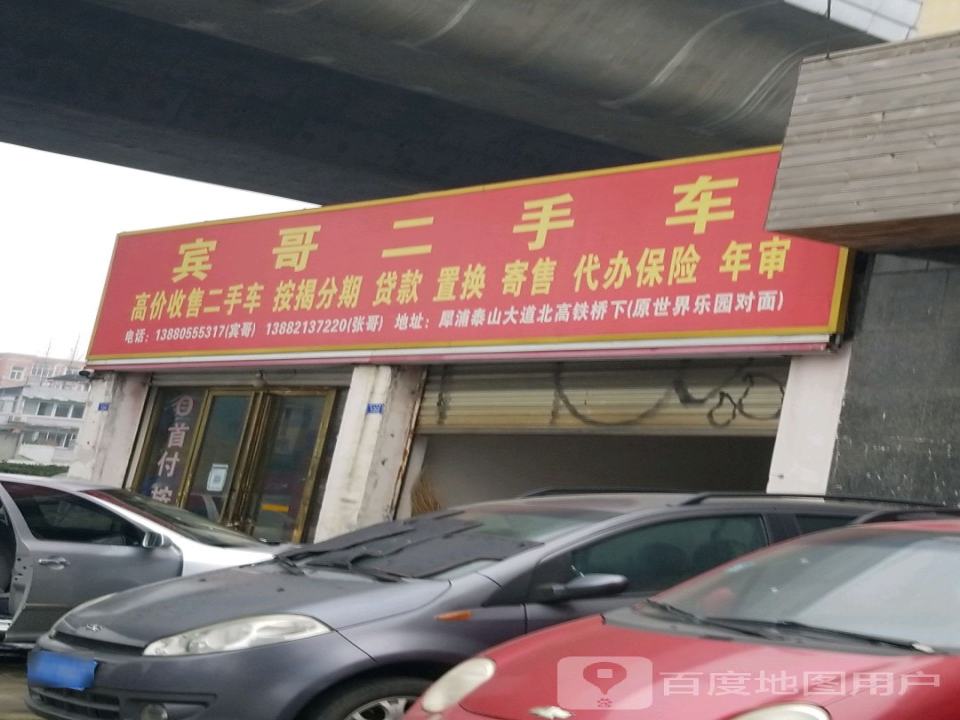 宾哥二手车
高价收售二手车 按揭分期 贷款 置换 寄售 代办保险 年审
电话：13880555317(宾哥) 13882137220(张哥) 地址：犀浦泰山大道北高铁桥下(原世界乐园对面)
0首付按
百度地图用户